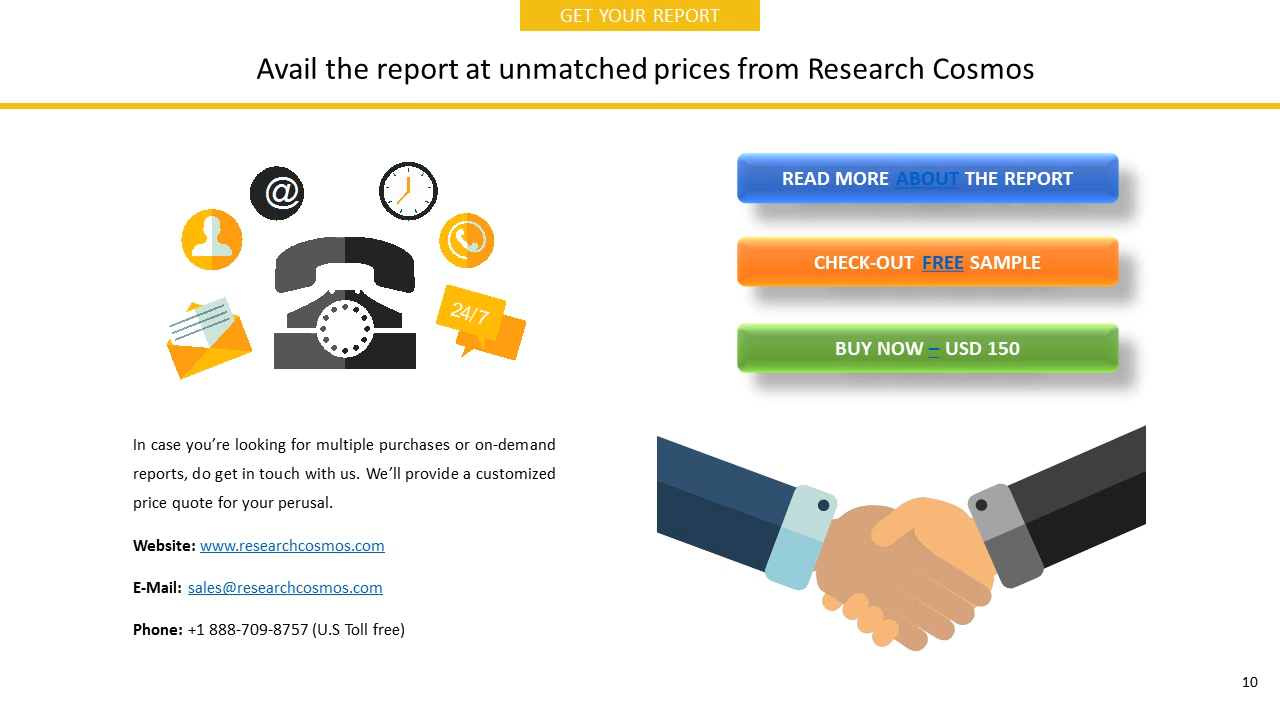 GET YOUR REPORT
Avail the report at unmatched prices from Research Cosmos
@
24/7
READ MORE ABOUT THE REPORT
CHECK-OUT FREE SAMPLE
BUY NOW – USD 150
In case you’re looking for multiple purchases or on-demand
reports, do get in touch with us. We’ll provide a customized
price quote for your perusal.
Website: www.researchcosmos.com
E-Mail: sales@researchcosmos.com
Phone: +1 888-709-8757 (U.S Toll free)
10